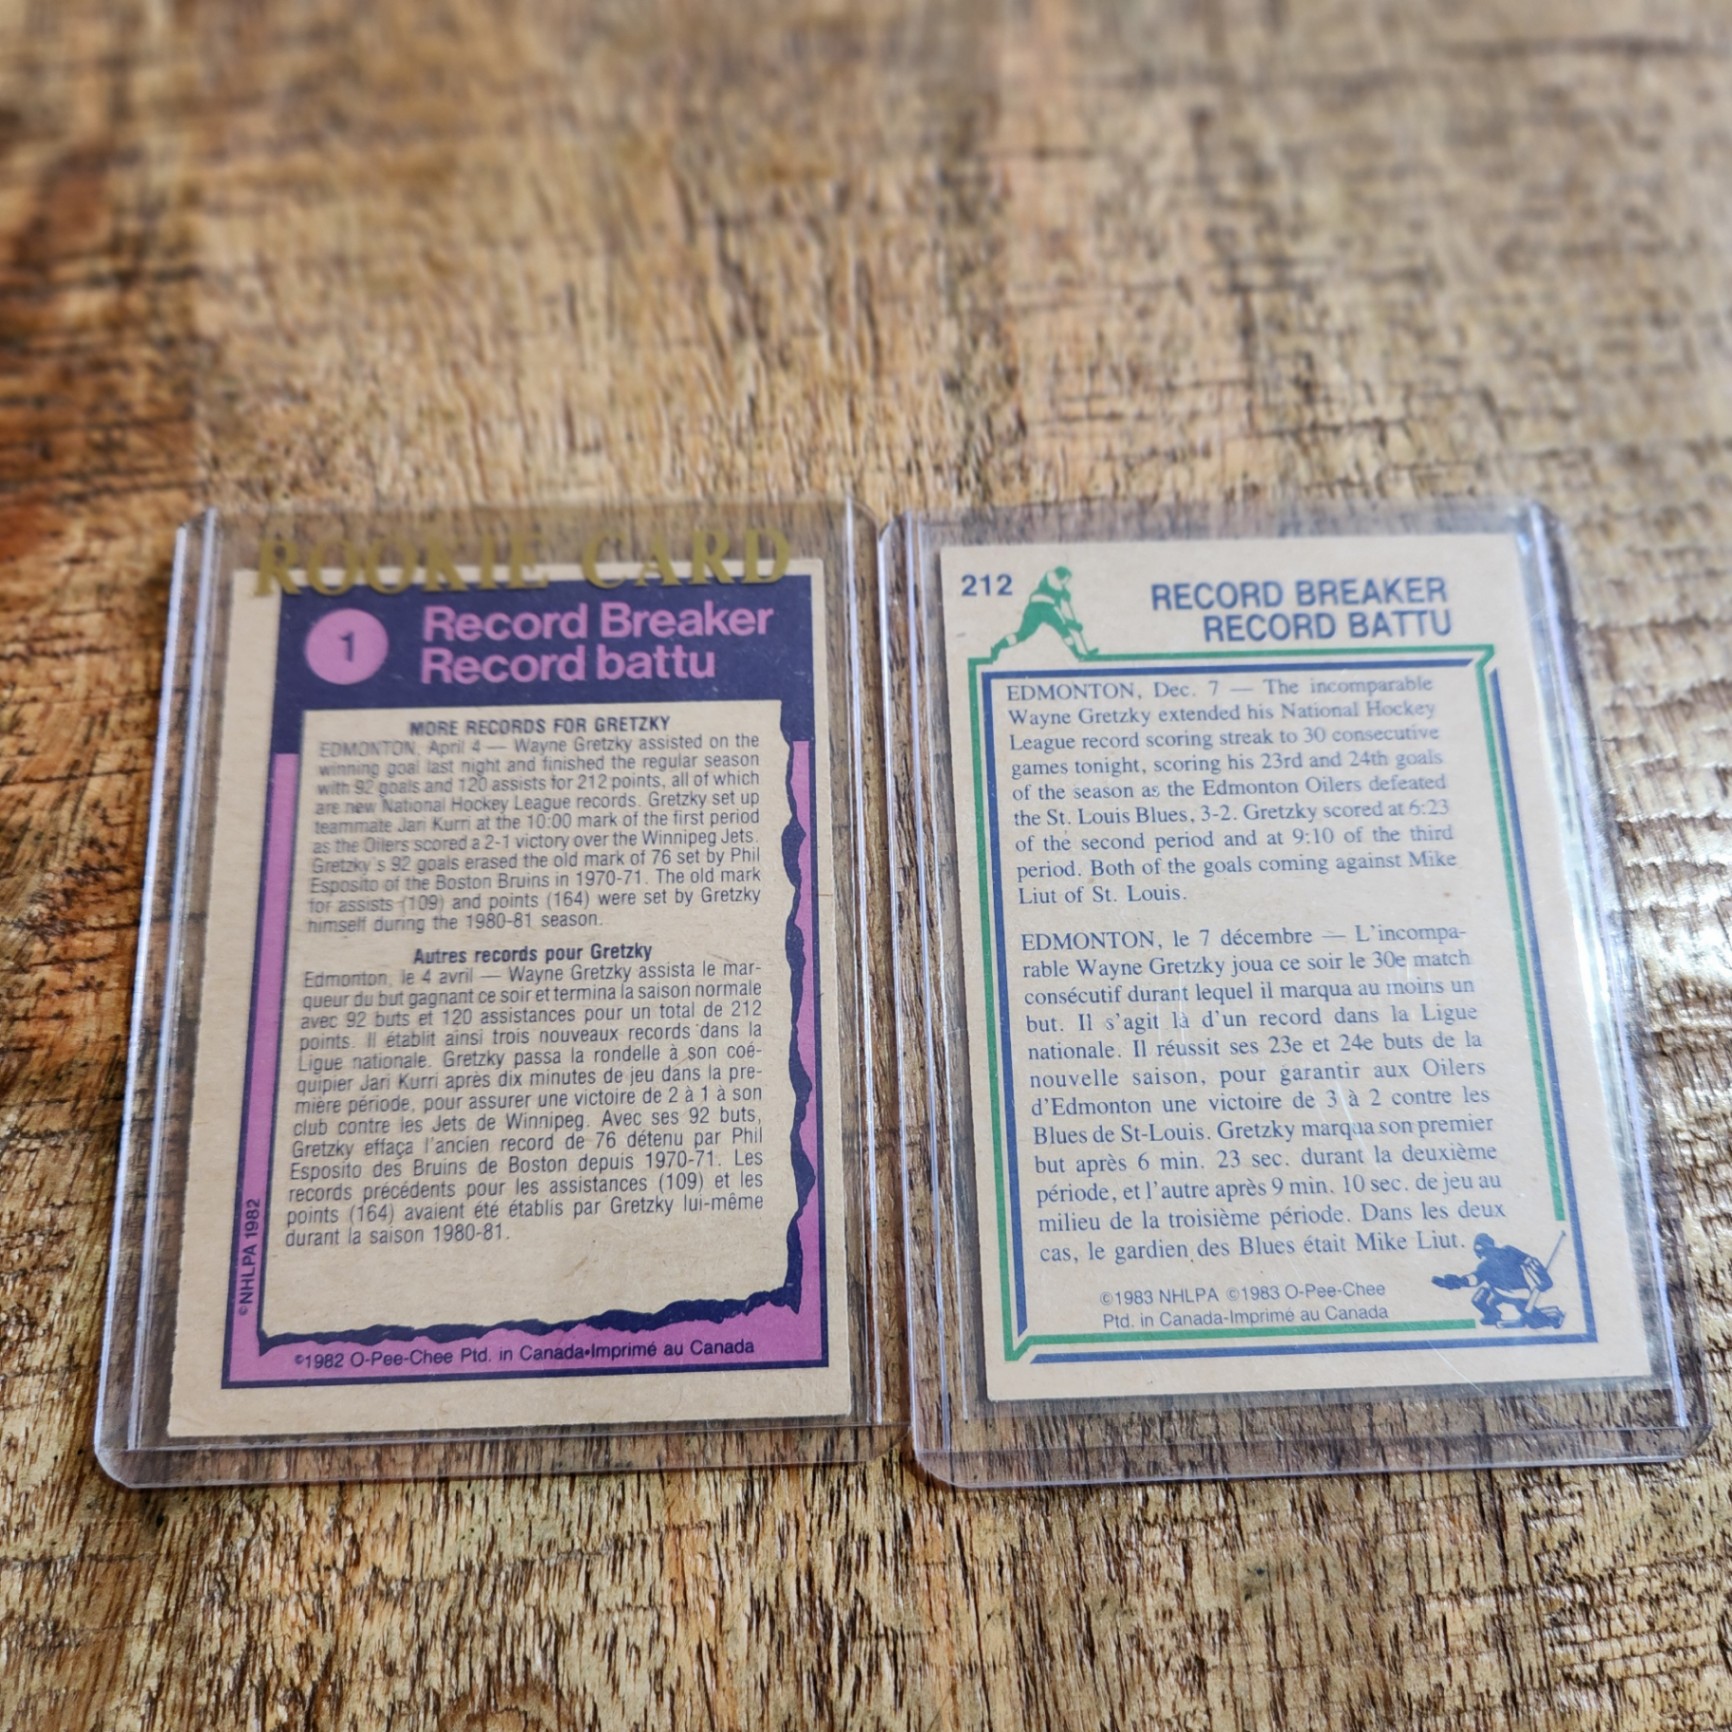 ROOKIE CARD
1
Record Breaker
Record battu
MORE RECORDS FOR GRETZKY
EDMONTON, April 4 — Wayne Gretzky assisted on the
winning goal last night and finished the regular season
with 92 goals and 120 assists for 212 points, all of which
are new National Hockey League records. Gretzky set up
teammate Jari Kurri at the 10:00 mark of the first period
as the Oilers scored a 2-1 victory over the Winnipeg Jets.
Gretzky's 92 goals erased the old mark of 76 set by Phil
Esposito of the Boston Bruins in 1970-71. The old mark
for assists (109) and points (164) were set by Gretzky
himself during the 1980-81 season.
Autres records pour Gretzky
Edmonton, le 4 avril — Wayne Gretzky assista le mar-
queur du but gagnant ce soir et termina la saison normale
avec 92 buts et 120 assistances pour un total de 212
points. Il établit ainsi trois nouveaux records dans la
Ligue nationale. Gretzky passa la rondelle à son coé-
quipier Jari Kurri après dix minutes de jeu dans la pre-
mière période, pour assurer une victoire de 2 à 1 à son
club contre les Jets de Winnipeg. Avec ses 92 buts,
Gretzky effaça l'ancien record de 76 détenu par Phil
Esposito des Bruins de Boston depuis 1970-71. Les
records précédents pour les assistances (109) et les
points (164) avaient été établis par Gretzky lui-même
durant la saison 1980-81.
©NHLPA 1982
©1982 O-Pee-Chee Ptd. in Canada•Imprimé au Canada
212
RECORD BREAKER
RECORD BATTU
EDMONTON, Dec. 7 — The incomparable
Wayne Gretzky extended his National Hockey
League record scoring streak to 30 consecutive
games tonight, scoring his 23rd and 24th goals
of the season as the Edmonton Oilers defeated
the St. Louis Blues, 3-2. Gretzky scored at 6:23
of the second period and at 9:10 of the third
period. Both of the goals coming against Mike
Liut of St. Louis.
EDMONTON, le 7 décembre — L'incompa-
rable Wayne Gretzky joua ce soir le 30e match
consécutif durant lequel il marqua au moins un
but. Il s'agit là d'un record dans la Ligue
nationale. Il réussit ses 23e et 24e buts de la
nouvelle saison, pour garantir aux Oilers
d'Edmonton une victoire de 3 à 2 contre les
Blues de St-Louis. Gretzky marqua son premier
but après 6 min. 23 sec. durant la deuxième
période, et l'autre après 9 min. 10 sec. de jeu au
milieu de la troisième période. Dans les deux
cas, le gardien des Blues était Mike Liut.
©1983 NHLPA ©1983 O-Pee-Chee
Ptd. in Canada-Imprimé au Canada